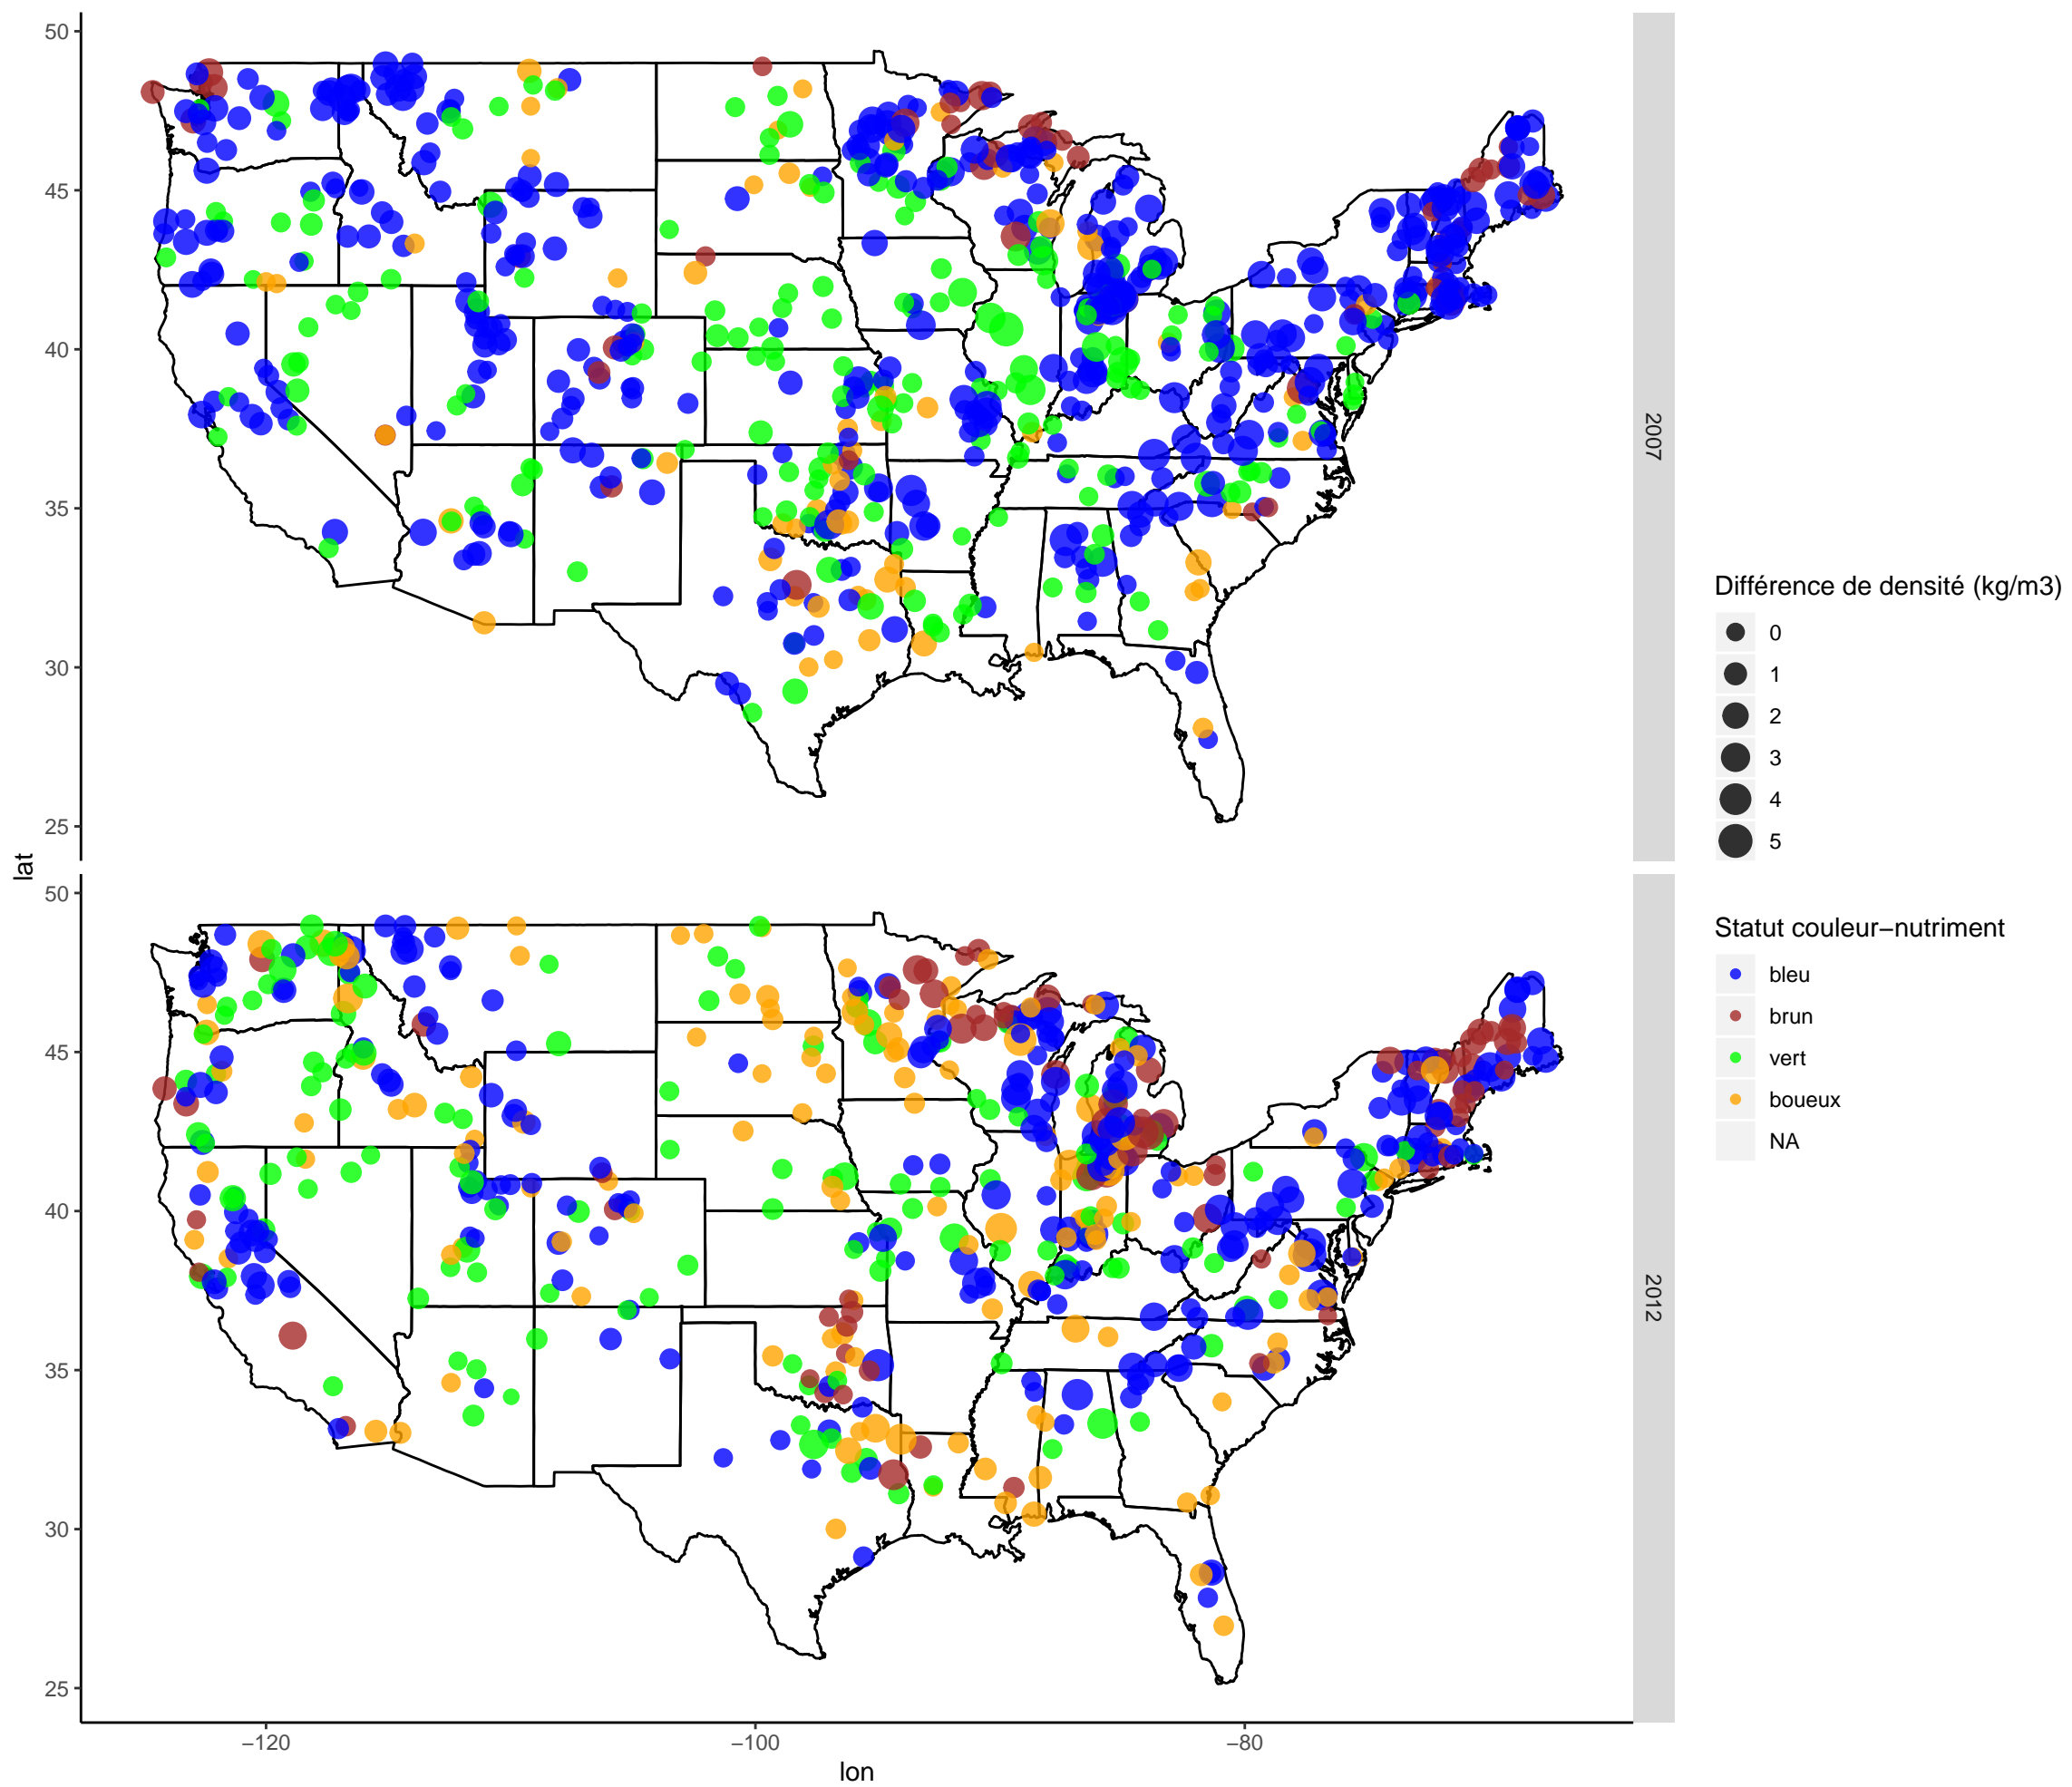 50
45
40
35
30
25
2007
lat
50
45
40
35
30
25
2012
−120
−100
−80
lon
Différence de densité (kg/m3)
0
1
2
3
4
5
Statut couleur−nutriment
bleu
brun
vert
boueux
NA